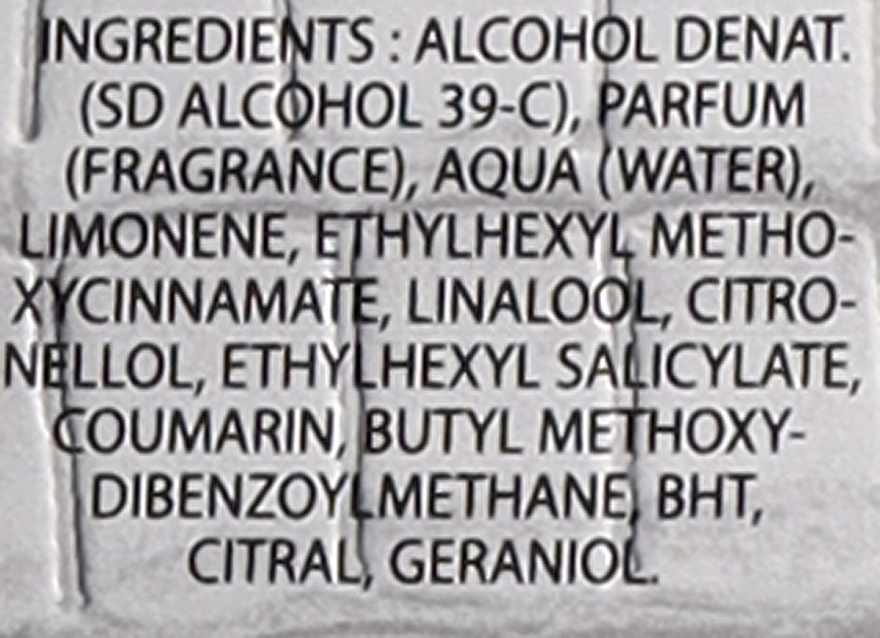 INGREDIENTS : ALCOHOL DENAT.
(SD ALCOHOL 39-C), PARFUM
(FRAGRANCE), AQUA (WATER),
LIMONENE, ETHYLHEXYL METHO-
XYCINNAMATE, LINALOOL, CITRO-
NELLOL, ETHYLHEXYL SALICYLATE,
COUMARIN, BUTYL METHOXY-
DIBENZOYLMETHANE, BHT,
CITRAL, GERANIOL.